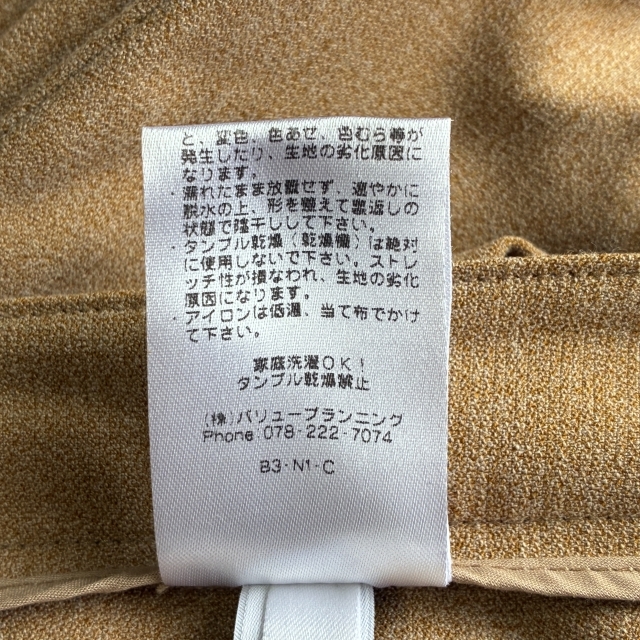 と、変色、色あせ、色むら等が
発生したり、生地の劣化原因に
なります。
・濡れたまま放置せず、速やかに
脱水の上、形を整えて裏返しの
状態で陰干しして下さい。
・タンブル乾燥（乾燥機）は絶対
に使用しないで下さい。ストレ
ッチ性が損なわれ、生地の劣化
原因になります。
・アイロンは低温、当て布でかけ
て下さい。
家庭洗濯OK！
タンブル乾燥禁止
（株）バリュープランニング
Phone 078-222-7074
B3-N1-C